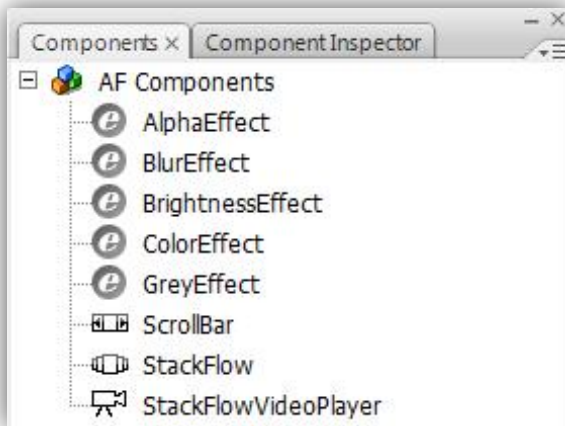 Components × Component Inspector
AF Components
AlphaEffect
BlurEffect
BrightnessEffect
ColorEffect
GreyEffect
ScrollBar
StackFlow
StackFlowVideoPlayer